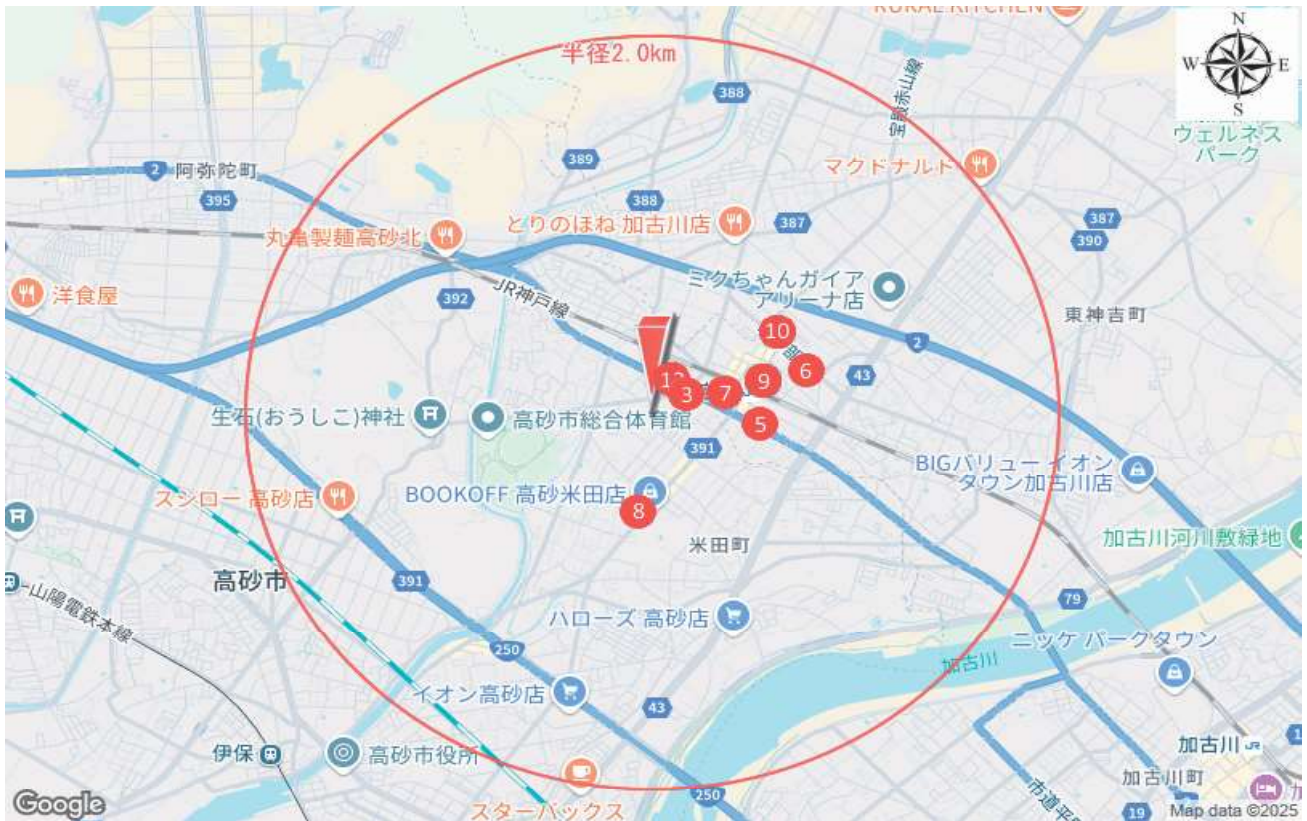 RURAL KITCHEN
N
W
E
S
半径2.0km
388
宝殿赤山線
ウェルネス
パーク
2
阿弥陀町
389
マクドナルド
395
388
387
387
とりのほね 加古川店
390
丸亀製麺高砂北
ミクちゃんガイア
アリーナ店
洋食屋
392
JR神戸線
東神吉町
10
2
6
43
3
7
9
生石(おうしこ)神社
高砂市総合体育館
5
391
BIGバリュー イオン
タウン加古川店
スシロー 高砂店
BOOKOFF 高砂米田店
8
加古川河川敷緑地
米田町
高砂市
391
79
山陽電鉄本線
ハローズ 高砂店
ニッケ パークタウン
250
加古川
イオン高砂店
43
伊保
高砂市役所
加古川
JR
加古川町
スターバックス
250
19
Google
Map data ©2025